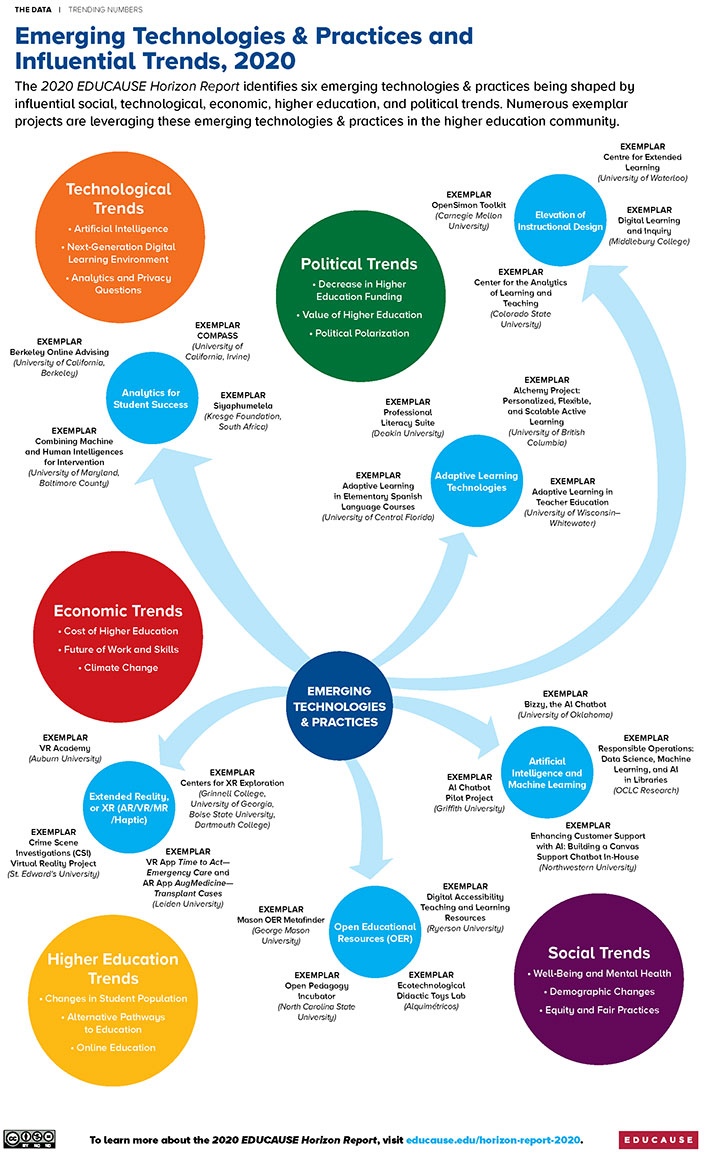 THE DATA | TRENDING NUMBERS
Emerging Technologies & Practices and
Influential Trends, 2020
The 2020 EDUCAUSE Horizon Report identifies six emerging technologies & practices being shaped by
influential social, technological, economic, higher education, and political trends. Numerous exemplar
projects are leveraging these emerging technologies & practices in the higher education community.
Technological
Trends
• Artificial Intelligence
• Next-Generation Digital
Learning Environment
• Analytics and Privacy
Questions
Political Trends
• Decrease in Higher
Education Funding
• Value of Higher Education
• Political Polarization
Elevation of
Instructional Design
EXEMPLAR
Centre for Extended
Learning
(University of Waterloo)
EXEMPLAR
OpenSimon Toolkit
(Carnegie Mellon
University)
EXEMPLAR
Digital Learning
and Inquiry
(Middlebury College)
EXEMPLAR
Center for the Analytics
of Learning and
Teaching
(Colorado State
University)
Analytics for
Student Success
EXEMPLAR
COMPASS
(University of
California, Irvine)
EXEMPLAR
Berkeley Online Advising
(University of California,
Berkeley)
EXEMPLAR
Siyaphumelela
(Kresge Foundation,
South Africa)
EXEMPLAR
Combining Machine
and Human Intelligences
for Intervention
(University of Maryland,
Baltimore County)
Adaptive Learning
Technologies
EXEMPLAR
Alchemy Project:
Personalized, Flexible,
and Scalable Active
Learning
(University of British
Columbia)
EXEMPLAR
Professional
Literacy Suite
(Deakin University)
EXEMPLAR
Adaptive Learning
in Elementary Spanish
Language Courses
(University of Central Florida)
EXEMPLAR
Adaptive Learning in
Teacher Education
(University of Wisconsin–
Whitewater)
Economic Trends
• Cost of Higher Education
• Future of Work and Skills
• Climate Change
EMERGING
TECHNOLOGIES
& PRACTICES
Extended Reality,
or XR (AR/VR/MR
/Haptic)
EXEMPLAR
VR Academy
(Auburn University)
EXEMPLAR
Centers for XR Exploration
(Grinnell College,
University of Georgia,
Boise State University,
Dartmouth College)
EXEMPLAR
Crime Scene
Investigations (CSI)
Virtual Reality Project
(St. Edward's University)
EXEMPLAR
VR App Time to Act—
Emergency Care and
AR App AugMedicine—
Transplant Cases
(Leiden University)
Artificial
Intelligence and
Machine Learning
EXEMPLAR
Bizzy, the AI Chatbot
(University of Oklahoma)
EXEMPLAR
Responsible Operations:
Data Science, Machine
Learning, and AI
in Libraries
(OCLC Research)
EXEMPLAR
AI Chatbot
Pilot Project
(Griffith University)
EXEMPLAR
Enhancing Customer Support
with AI: Building a Canvas
Support Chatbot In-House
(Northwestern University)
Open Educational
Resources (OER)
EXEMPLAR
Digital Accessibility
Teaching and Learning
Resources
(Ryerson University)
EXEMPLAR
Mason OER Metafinder
(George Mason
University)
EXEMPLAR
Open Pedagogy
Incubator
(North Carolina State
University)
EXEMPLAR
Ecotechnological
Didactic Toys Lab
(Alquimétricos)
Higher Education
Trends
• Changes in Student Population
• Alternative Pathways
to Education
• Online Education
Social Trends
• Well-Being and Mental Health
• Demographic Changes
• Equity and Fair Practices
cc BY NC ND
To learn more about the 2020 EDUCAUSE Horizon Report, visit educause.edu/horizon-report-2020.
EDUCAUSE